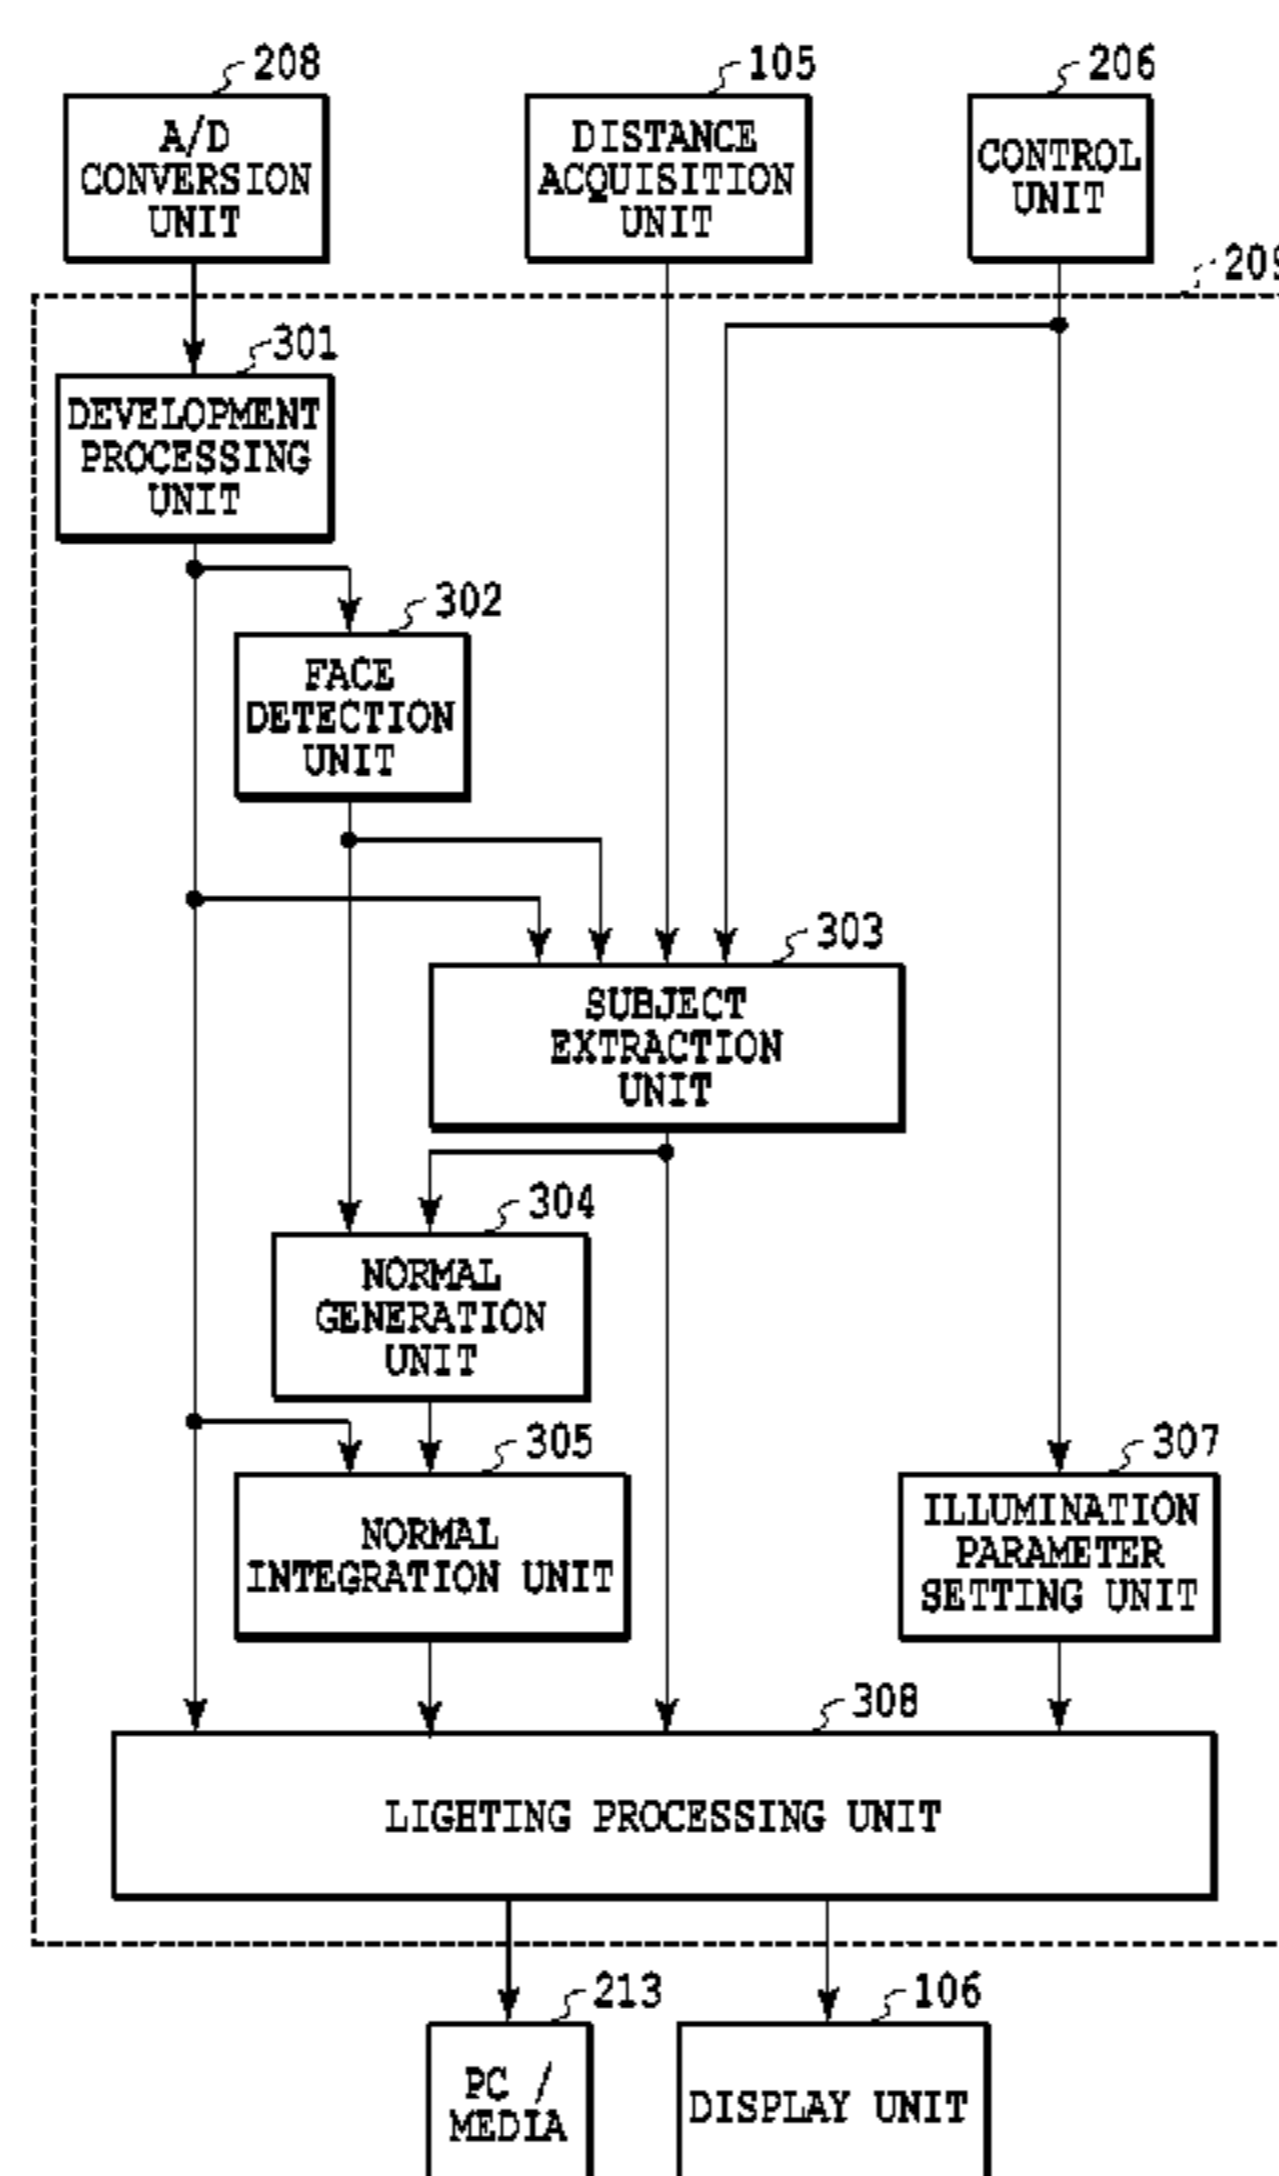 208
A/D
CONVERSION
UNIT
105
DISTANCE
ACQUISITION
UNIT
206
CONTROL
UNIT
209
301
DEVELOPMENT
PROCESSING
UNIT
302
FACE
DETECTION
UNIT
303
SUBJECT
EXTRACTION
UNIT
304
NORMAL
GENERATION
UNIT
305
NORMAL
INTEGRATION UNIT
307
ILLUMINATION
PARAMETER
SETTING UNIT
308
LIGHTING PROCESSING UNIT
213
PC /
MEDIA
106
DISPLAY UNIT